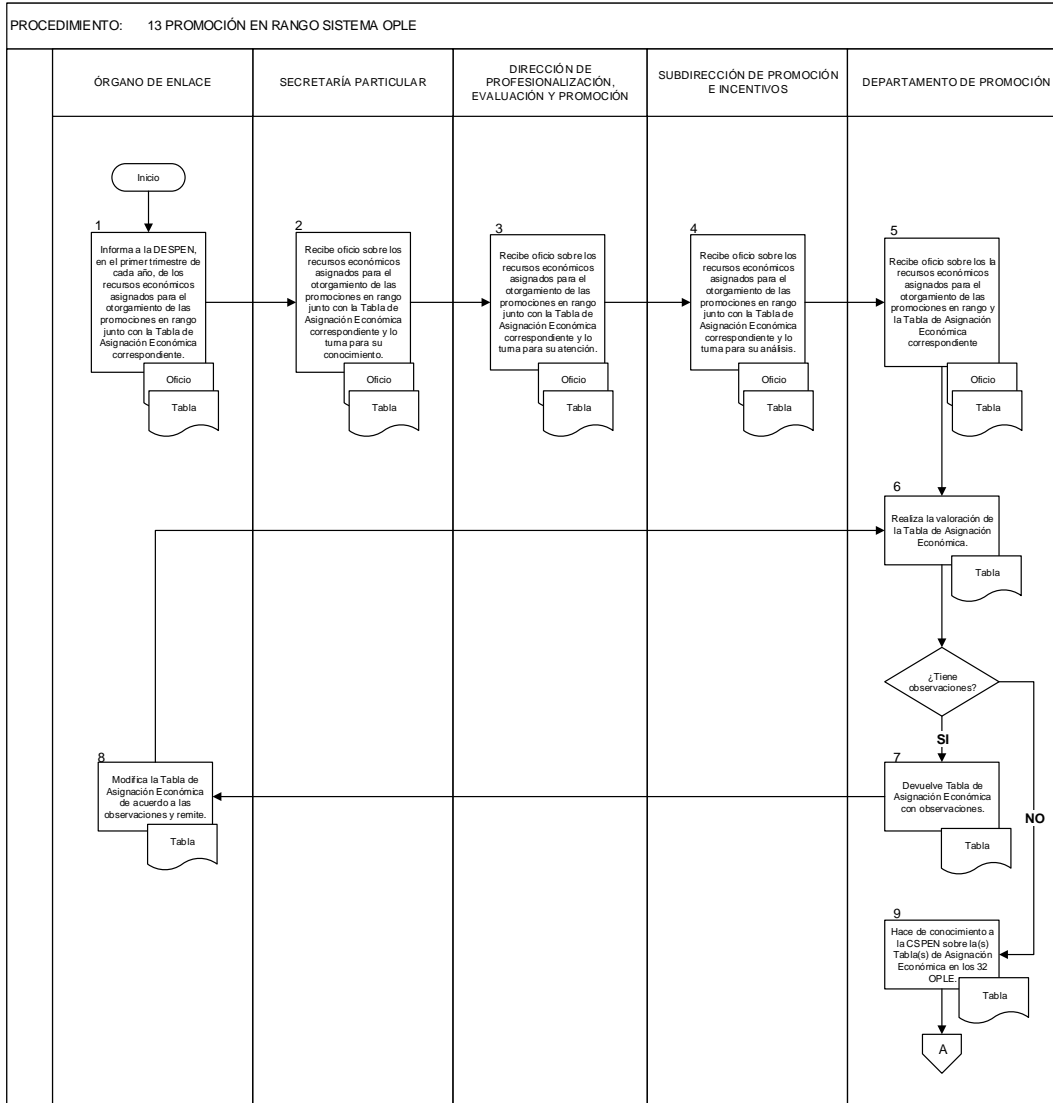 PROCEDIMIENTO: 13 PROMOCIÓN EN RANGO SISTEMA OPLE
ÓRGANO DE ENLACE
SECRETARÍA PARTICULAR
DIRECCIÓN DE
PROFESIONALIZACIÓN,
EVALUACIÓN Y PROMOCIÓN
SUBDIRECCIÓN DE PROMOCIÓN
E INCENTIVOS
DEPARTAMENTO DE PROMOCIÓN
Inicio
1
Informa a la DESPEN,
en el primer trimestre de
cada año, de los
recursos económicos
asignados para el
otorgamiento de las
promociones en rango
junto con la Tabla de
Asignación Económica
correspondiente.
Oficio
Tabla
2
Recibe oficio sobre los
recursos económicos
asignados para el
otorgamiento de las
promociones en rango
junto con la Tabla de
Asignación Económica
correspondiente y lo
turna para su
conocimiento.
Oficio
Tabla
3
Recibe oficio sobre los
recursos económicos
asignados para el
otorgamiento de las
promociones en rango
junto con la Tabla de
Asignación Económica
correspondiente y lo
turna para su atención.
Oficio
Tabla
4
Recibe oficio sobre los
recursos económicos
asignados para el
otorgamiento de las
promociones en rango
junto con la Tabla de
Asignación Económica
correspondiente y lo
turna para su análisis.
Oficio
Tabla
5
Recibe oficio sobre los la
recursos económicos
asignados para el
otorgamiento de las
promociones en rango y
la Tabla de Asignación
Económica
correspondiente
Oficio
Tabla
6
Realiza la valoración de
la Tabla de Asignación
Económica.
Tabla
¿Tiene
observaciones?
SI
NO
7
Devuelve Tabla de
Asignación Económica
con observaciones.
Tabla
8
Modifica la Tabla de
Asignación Económica
de acuerdo a las
observaciones y remite.
Tabla
9
Hace de conocimiento a
la CSPEN sobre la(s)
Tabla(s) de Asignación
Económica en los 32
OPLE.
Tabla
A